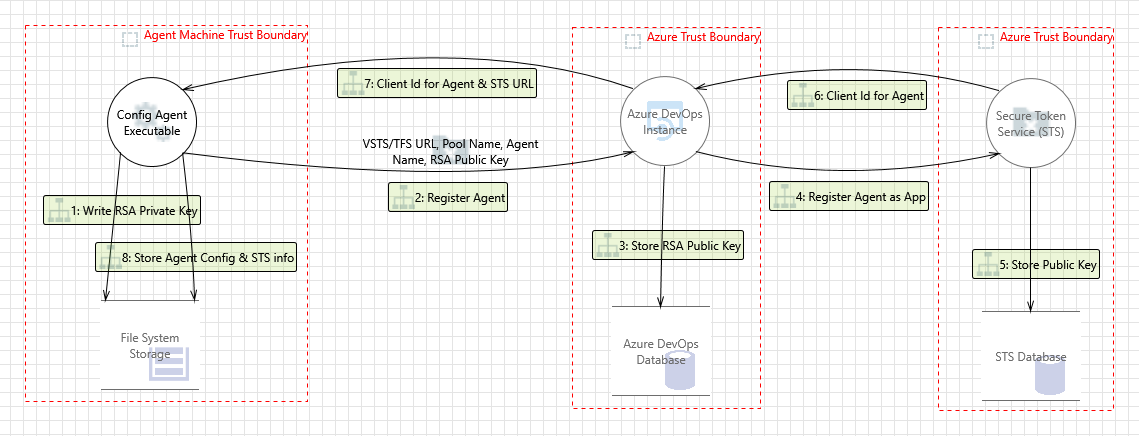 Agent Machine Trust Boundary
Azure Trust Boundary
Azure Trust Boundary
7: Client Id for Agent & STS URL
6: Client Id for Agent
Config Agent
Executable
Azure DevOps
Instance
Secure Token
Service (STS)
VSTS/TFS URL, Pool Name, Agent
Name, RSA Public Key
2: Register Agent
4: Register Agent as App
1: Write RSA Private Key
3: Store RSA Public Key
8: Store Agent Config & STS info
5: Store Public Key
File System
Storage
Azure DevOps
Database
STS Database